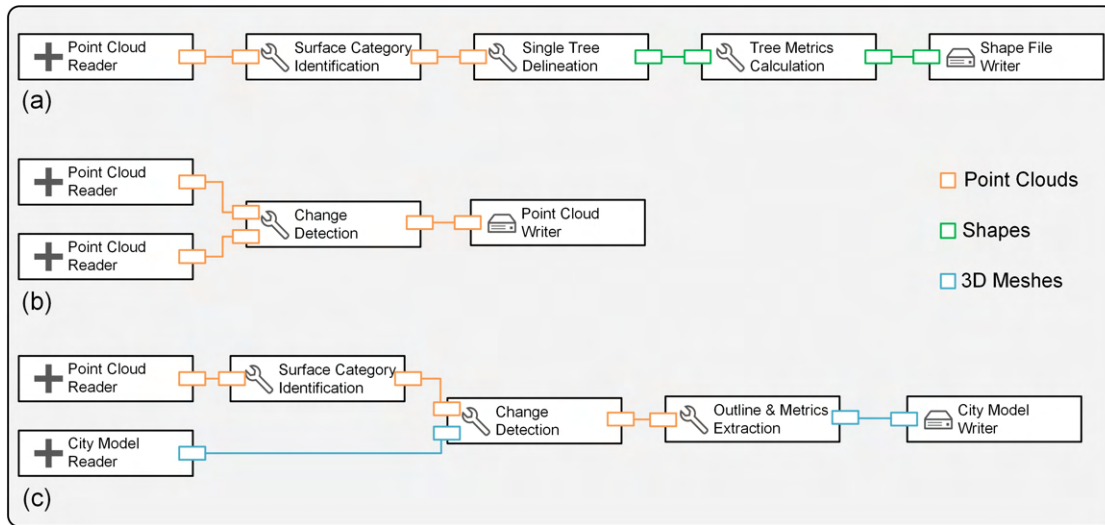 Point Cloud
Reader
Surface Category
Identification
Single Tree
Delineation
Tree Metrics
Calculation
Shape File
Writer
(a)
Point Cloud
Reader
Point Cloud
Reader
Change
Detection
Point Cloud
Writer
(b)
Point Clouds
Shapes
3D Meshes
Point Cloud
Reader
Surface Category
Identification
City Model
Reader
Change
Detection
Outline & Metrics
Extraction
City Model
Writer
(c)